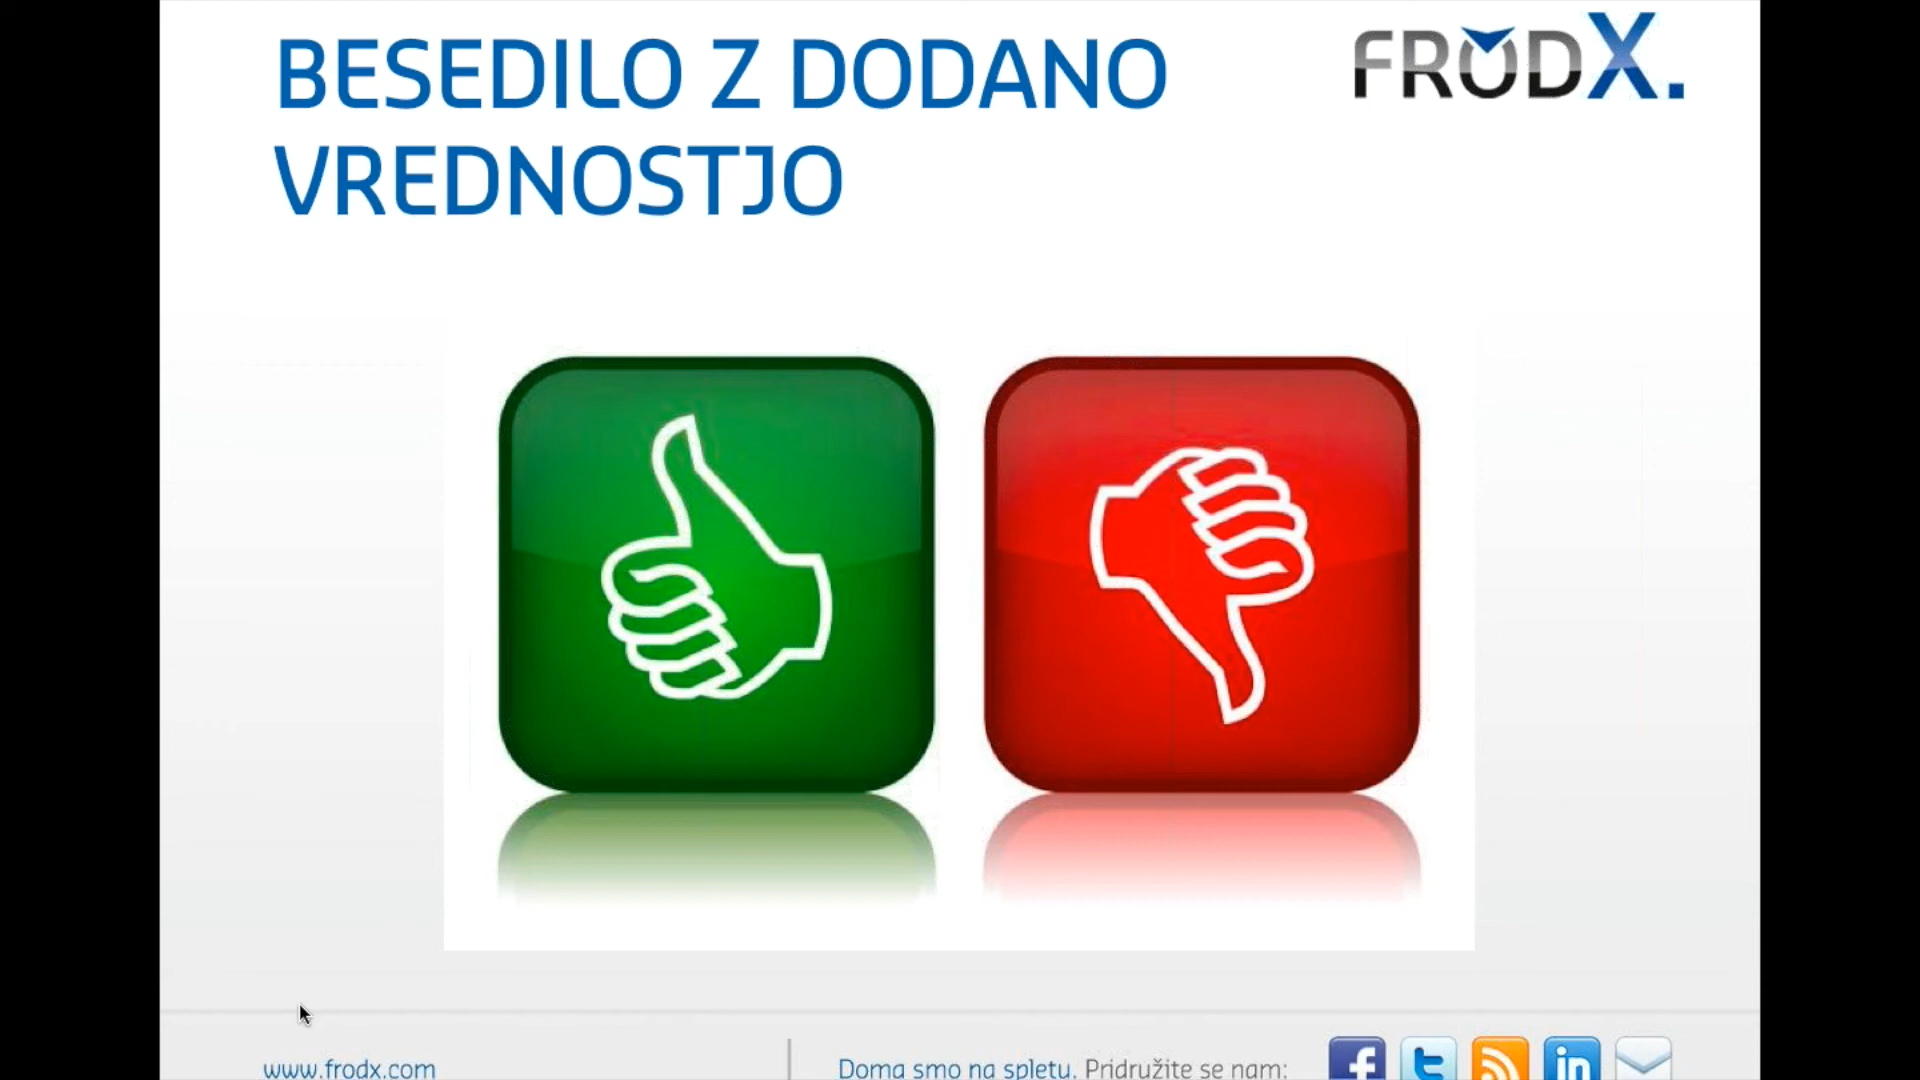 BESEDILO Z DODANO
VREDNOSTJO
FRODX.
www.frodx.com
Doma smo na spletu. Pridružite se nam: